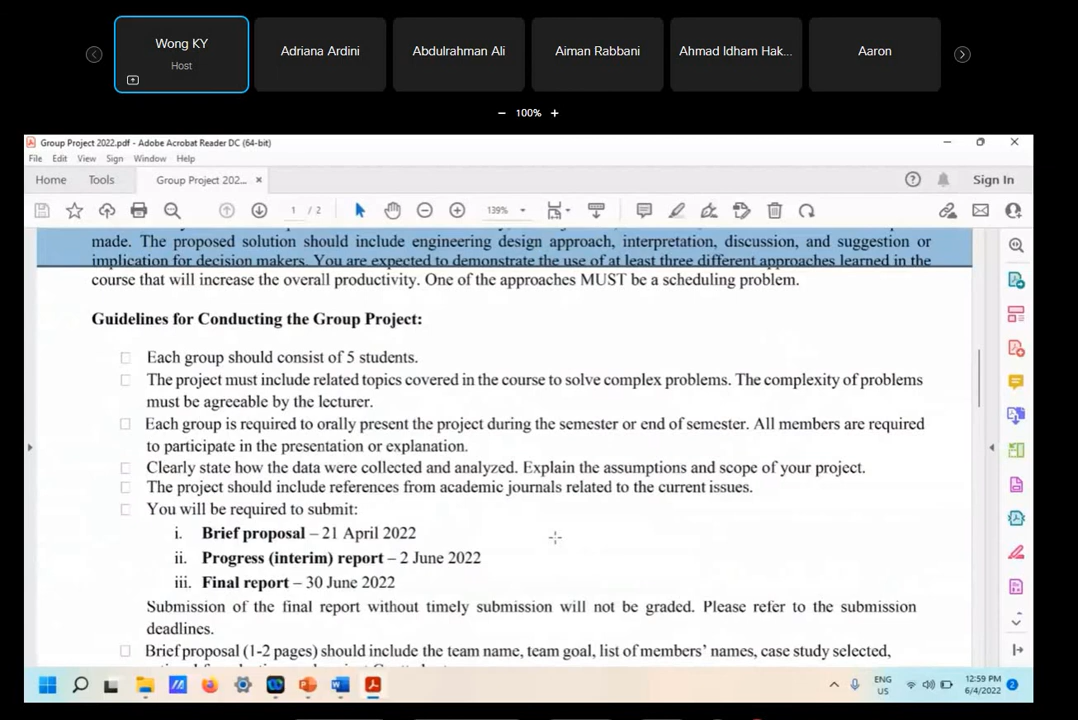 Wong KY
Host
Adriana Ardini
Abdulrahman Ali
Aiman Rabbani
Ahmad Idham Hak...
Aaron
100%
Group Project 2022.pdf - Adobe Acrobat Reader DC (64-bit)
File Edit View Sign Window Help
Home Tools Group Project 202... × Sign In
1 / 2 139%
made. The proposed solution should include engineering design approach, interpretation, discussion, and suggestion or
implication for decision makers. You are expected to demonstrate the use of at least three different approaches learned in the
course that will increase the overall productivity. One of the approaches MUST be a scheduling problem.
Guidelines for Conducting the Group Project:
Each group should consist of 5 students.
The project must include related topics covered in the course to solve complex problems. The complexity of problems
must be agreeable by the lecturer.
Each group is required to orally present the project during the semester or end of semester. All members are required
to participate in the presentation or explanation.
Clearly state how the data were collected and analyzed. Explain the assumptions and scope of your project.
The project should include references from academic journals related to the current issues.
You will be required to submit:
i. Brief proposal – 21 April 2022
ii. Progress (interim) report – 2 June 2022
iii. Final report – 30 June 2022
Submission of the final report without timely submission will not be graded. Please refer to the submission
deadlines.
Brief proposal (1-2 pages) should include the team name, team goal, list of members' names, case study selected,
ENG
US
12:59 PM
6/4/2022
2